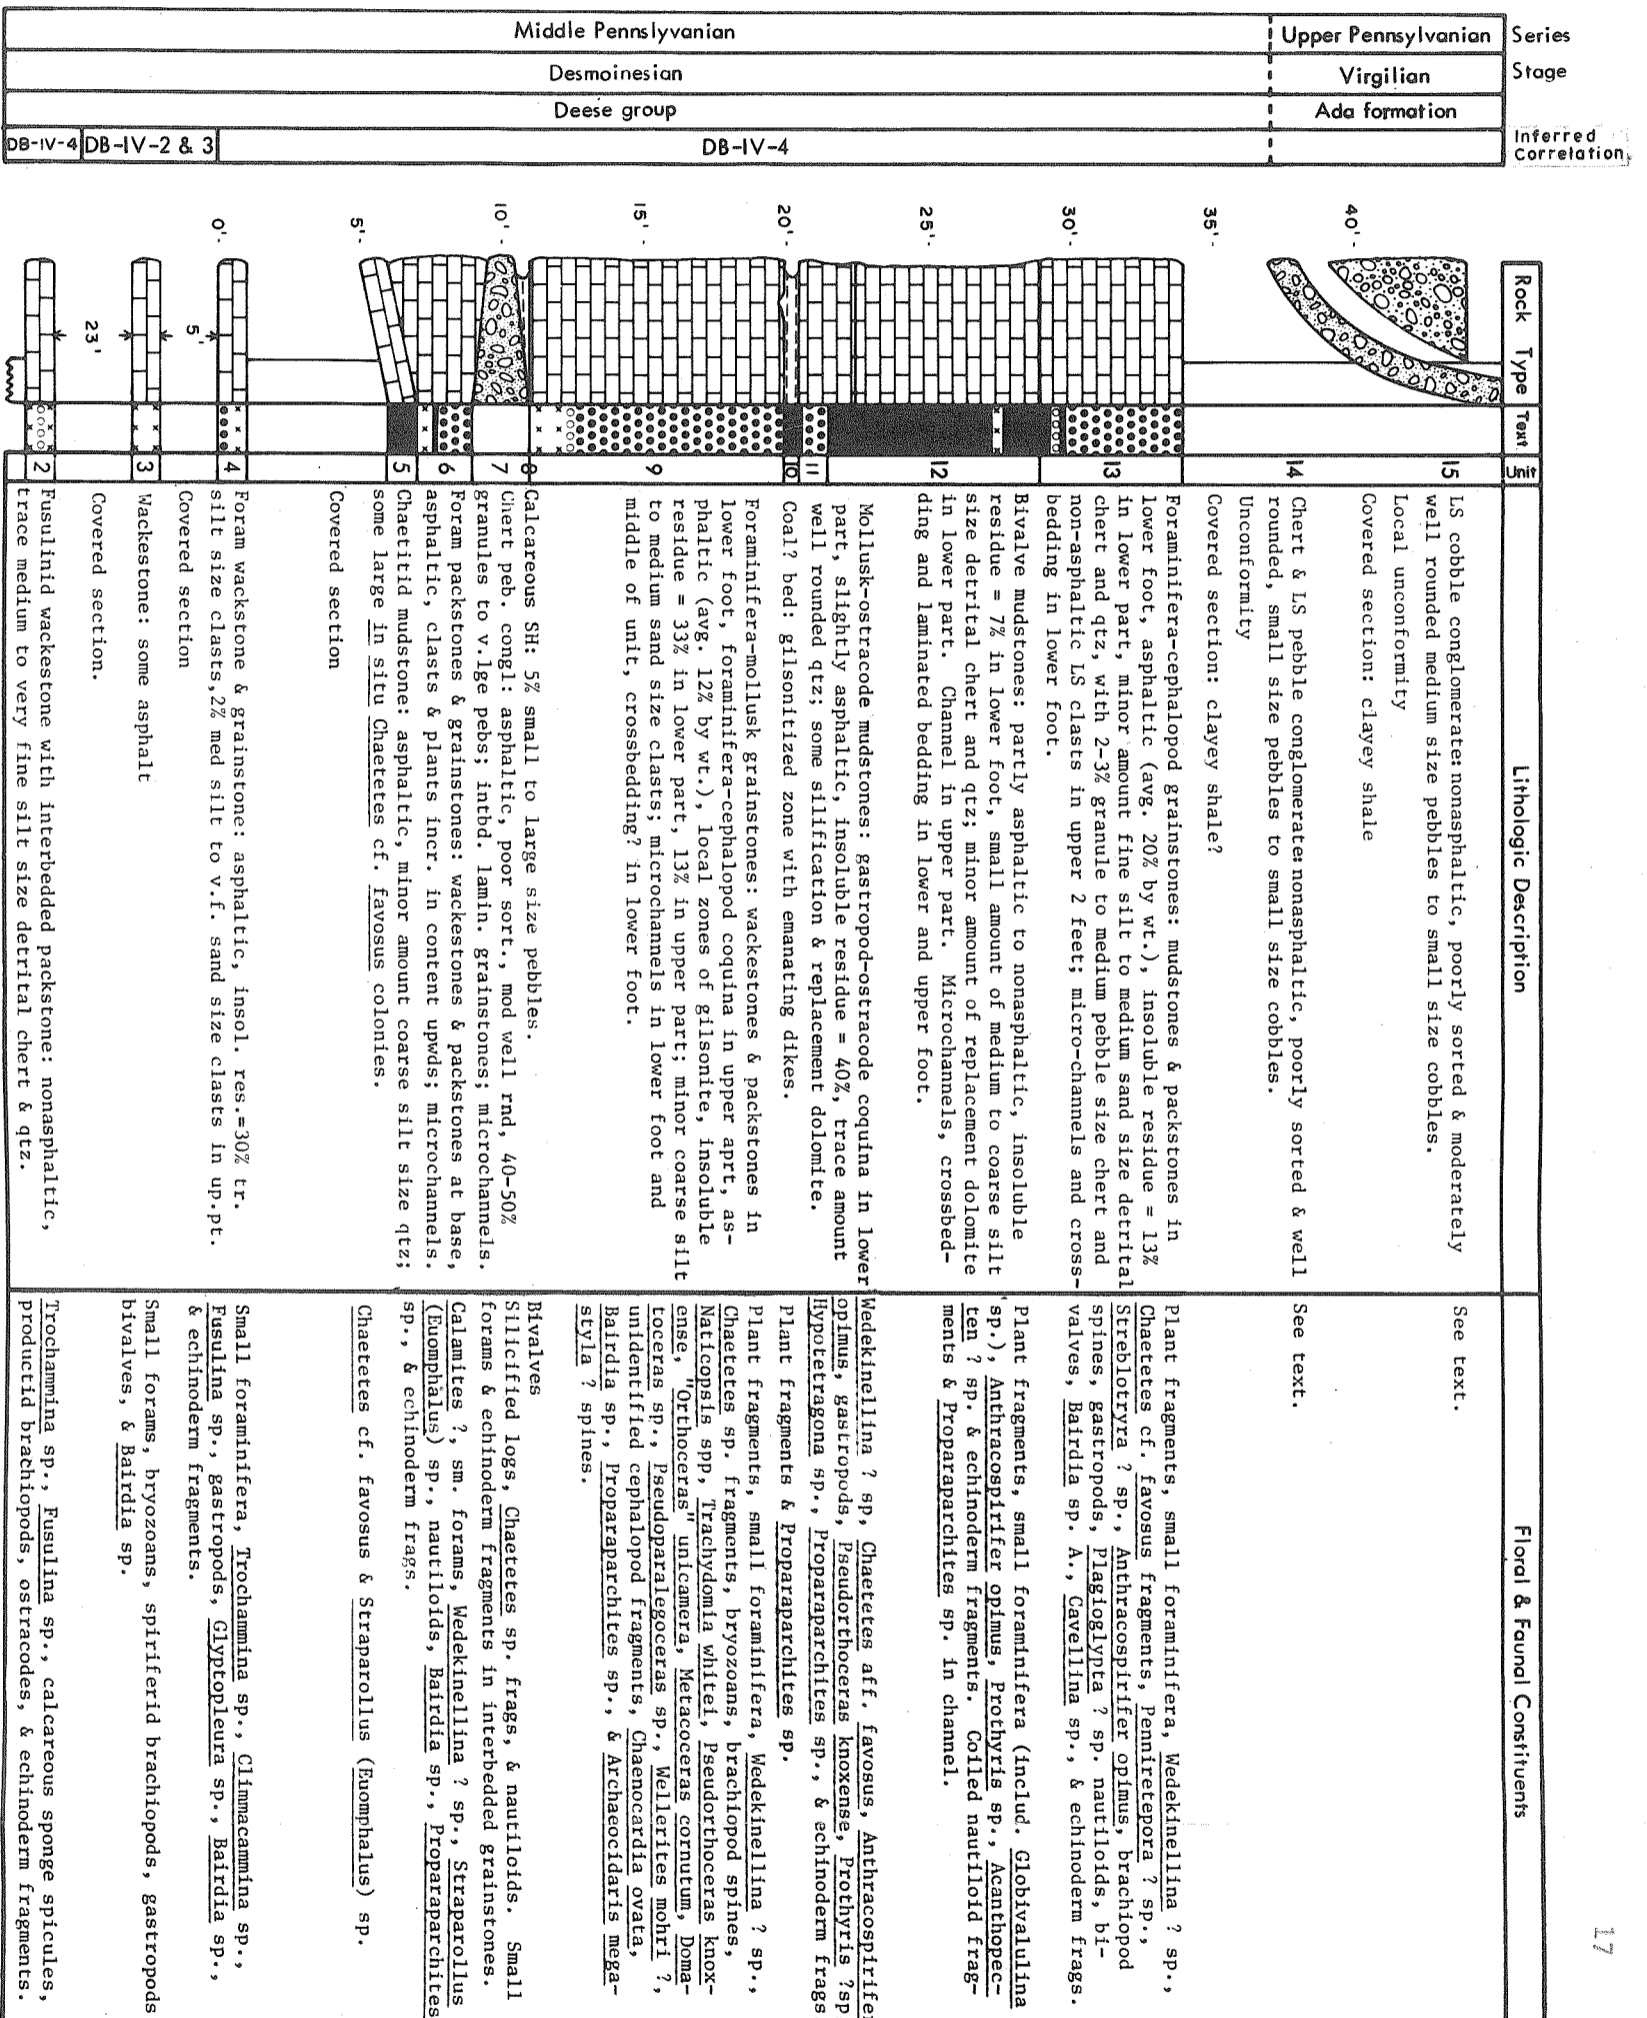 17
Series
Upper Pennsylvanian
Middle Pennslyvanian
Stage
Virgilian
Desmoinesian
Ada formation
Deese group
Inferred
Correlation
DB-IV-4
DB-IV-2 & 3
DB-IV-4
Rock Type
Text.
Unit
Lithologic Description
Floral & Faunal Constituents
40'-
35'-
30'-
25'-
20'-
15'-
10'-
5'-
0'-
5'
23'
15
LS cobble conglomerate: nonasphaltic, poorly sorted & moderately
well rounded medium size pebbles to small size cobbles.
See text.
Local unconformity
Covered section: clayey shale
14
Chert & LS pebble conglomerate: nonasphaltic, poorly sorted & well
rounded, small size pebbles to small size cobbles.
See text.
Unconformity
Covered section: clayey shale?
13
Foraminifera-cephalopod grainstones: mudstones & packstones in
lower foot, asphaltic (avg. 20% by wt.), insoluble residue = 13%
in lower part, minor amount fine silt to medium sand size detrital
chert and qtz, with 2-3% granule to medium pebble size chert and
non-asphaltic LS clasts in upper 2 feet; micro-channels and cross-
bedding in lower foot.
Plant fragments, small foraminifera, Wedekinellina ? sp.,
Chaetetes cf. favosus fragments, Penniretepora ? sp.,
Streblotryra ? sp., Anthracospirifer opimus, brachiopod
spines, gastropods, Plagioglypta ? sp. nautiloids, bi-
valves, Bairdia sp. A., Cavellina sp., & echinoderm frags.
12
Bivalve mudstones: partly asphaltic to nonasphaltic, insoluble
residue = 7% in lower foot, small amount of medium to coarse silt
size detrital chert and qtz; minor amount of replacement dolomite
in lower part. Channel in upper part. Microchannels, crossbed-
ding and laminated bedding in lower and upper foot.
Plant fragments, small foraminifera (includ. Globivalulina
sp.), Anthracospirifer opimus, Prothyris sp., Acanthopec-
ten ? sp. & echinoderm fragments. Coiled nautiloid frag-
ments & Proparaparchites sp. in channel.
11
Mollusk-ostracode mudstones: gastropod-ostracode coquina in lower
part, slightly asphaltic, insoluble residue = 40%, trace amount
well rounded qtz; some silification & replacement dolomite.
Wedekinellina ? sp, Chaetetes aff. favosus, Anthracospirifer
opimus, gastropods, Pseudorthoceras knoxense, Prothyris ?sp
Hypotetragona sp., Proparaparchites sp., & echinoderm frags
10
Coal? bed: gilsonitized zone with emanating dikes.
Plant fragments & Proparaparchites sp.
9
Foraminifera-mollusk grainstones: wackestones & packstones in
lower foot, foraminifera-cephalopod coquina in upper aprt, as-
phaltic (avg. 12% by wt.), local zones of gilsonite, insoluble
residue = 33% in lower part, 13% in upper part; minor coarse silt
to medium sand size clasts; microchannels in lower foot and
middle of unit, crossbedding? in lower foot.
Plant fragments, small foraminifera, Wedekinellina ? sp.,
Chaetetes sp. fragments, bryozoans, brachiopod spines,
Naticopsis spp, Trachydomia whitei, Pseudorthoceras knox-
ense, "Orthoceras" unicamera, Metacoceras cornutum, Doma-
toceras sp., Pseudoparalegoceras sp., Wellerites mohri ?,
unidentified cephalopod fragments, Chaenocardia ovata,
Bairdia sp., Proparaparchites sp., & Archaeocidaris mega-
styla ? spines.
8
Calcareous SH: 5% small to large size pebbles.
Bivalves
7
Chert peb. congl: asphaltic, poor sort., mod well rnd, 40-50%
granules to v.lge pebs; intbd. lamin. grainstones; microchannels.
Silicified logs, Chaetetes sp. frags, & nautiloids. Small
forams & echinoderm fragments in interbedded grainstones.
6
Foram packstones & grainstones: wackestones & packstones at base,
asphaltic, clasts & plants incr. in content upwds; microchannels.
Calamites ?, sm. forams, Wedekinellina ? sp., Straparollus
(Euomphalus) sp., nautiloids, Bairdia sp., Proparaparchites
sp., & echinoderm frags.
5
Chaetitid mudstone: asphaltic, minor amount coarse silt size qtz;
some large in situ Chaetetes cf. favosus colonies.
Chaetetes cf. favosus & Straparollus (Euomphalus) sp.
Covered section
4
Foram wackstone & grainstone: asphaltic, insol. res.=30% tr.
silt size clasts,2% med silt to v.f. sand size clasts in up.pt.
Small foraminifera, Trochammina sp., Climmacammina sp.,
Fusulina sp., gastropods, Glyptopleura sp., Bairdia sp.,
& echinoderm fragments.
Covered section
3
Wackestone: some asphalt
Small forams, bryozoans, spiriferid brachiopods, gastropods
bivalves, & Bairdia sp.
Covered section.
2
Fusulinid wackestone with interbedded packstone: nonasphaltic,
trace medium to very fine silt size detrital chert & qtz.
Trochammina sp., Fusulina sp., calcareous sponge spicules,
productid brachiopods, ostracodes, & echinoderm fragments.